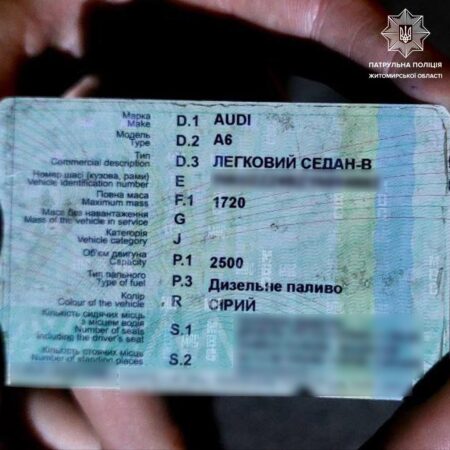 ПАТРУЛЬНА ПОЛІЦІЯ
ЖИТОМИРСЬКОЇ ОБЛАСТІ
Марка
Make D.1 AUDI
Модель
Type D.2 A6
Тип
Commercial description D.3 ЛЕГКОВИЙ СЕДАН-В
Номер шасі (кузова, рами)
Vehicle identification number E
Повна маса
Maximum mass F.1 1720
Маса без навантаження
Mass of the vehicle in service G
Категорія
Vehicle category J
Об'єм двигуна
Capacity P.1 2500
Тип пального
Type of fuel P.3 Дизельне паливо
Колір
Colour of the vehicle R СІРИЙ
Кількість сидячих місць
з місцем водія
Number of seats S.1
including the driver's seat
Кількість стоячих місць
Number of standing places S.2